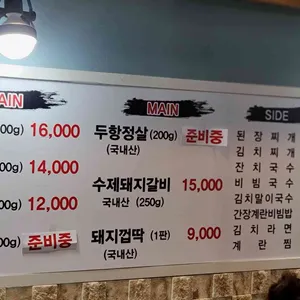 AIN
00g) 16,000
00g) 14,000
00g) 12,000
00g) 준비중
MAIN
두항정살 (200g) 준비중
(국내산)
수제돼지갈비 15,000
국내산 (250g)
돼지껍딱 (1판) 9,000
(국내산)
SIDE
된장찌개
김치찌개
잔치국수
비빔국수
김치말이국수
간장계란비빔밥
김치라면
계란찜